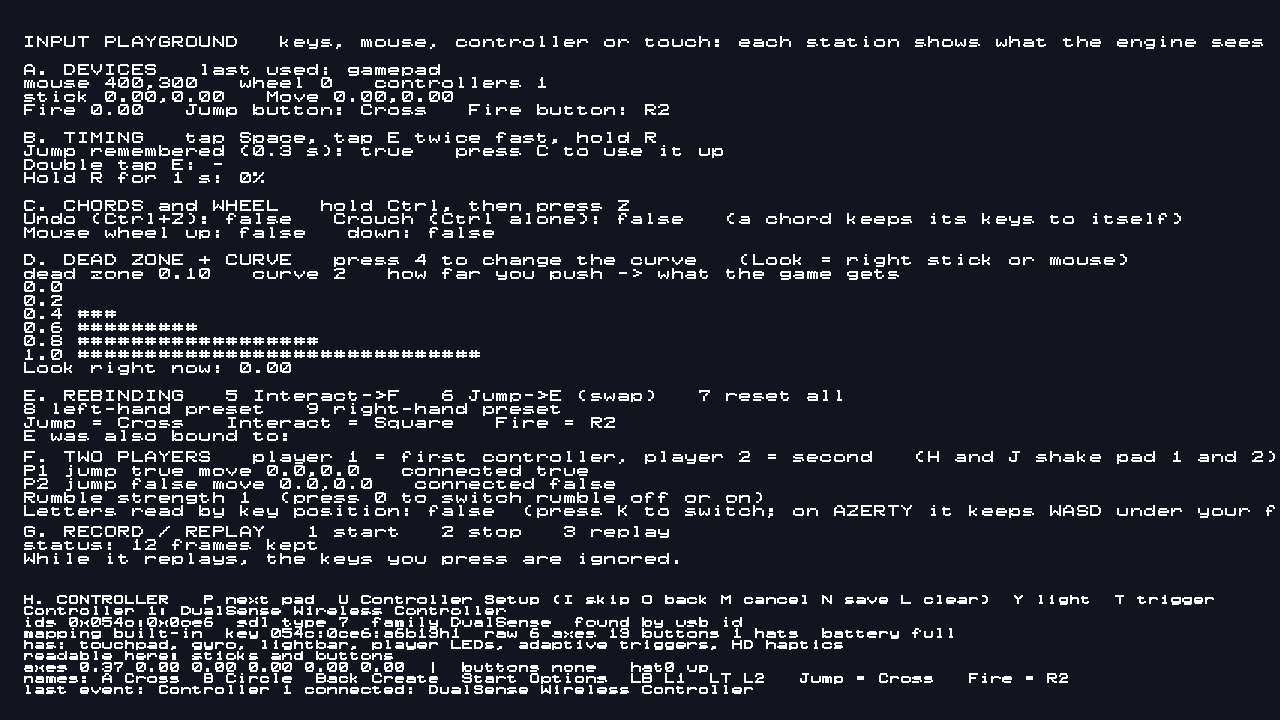 INPUT PLAYGROUND   keys, mouse, controller or touch: each station shows what the engine sees
A. DEVICES   last used: gamepad
mouse 400,300   wheel 0   controllers 1
stick 0.00,0.00   Move 0.00,0.00
Fire 0.00   Jump button: Cross   Fire button: R2
B. TIMING   tap Space, tap E twice fast, hold R
Jump remembered (0.3 s): true   press C to use it up
Double tap E: -
Hold R for 1 s: 0%
C. CHORDS and WHEEL   hold Ctrl, then press Z
Undo (Ctrl+Z): false   Crouch (Ctrl alone): false   (a chord keeps its keys to itself)
Mouse wheel up: false   down: false
D. DEAD ZONE + CURVE   press 4 to change the curve   (Look = right stick or mouse)
dead zone 0.10   curve 2   how far you push -> what the game gets
0.0
0.2
0.4 ###
0.6 #########
0.8 ##################
1.0 ##############################
Look right now: 0.00
E. REBINDING   5 Interact->F   6 Jump->E (swap)   7 reset all
8 left-hand preset   9 right-hand preset
Jump = Cross   Interact = Square   Fire = R2
E was also bound to:
F. TWO PLAYERS   player 1 = first controller, player 2 = second   (H and J shake pad 1 and 2)
P1 jump true move 0.0,0.0   connected true
P2 jump false move 0.0,0.0   connected false
Rumble strength 1  (press 0 to switch rumble off or on)
Letters read by key position: false  (press K to switch; on AZERTY it keeps WASD under your f
G. RECORD / REPLAY   1 start   2 stop   3 replay
status: 12 frames kept
While it replays, the keys you press are ignored.
H. CONTROLLER   P next pad  U Controller Setup (I skip O back M cancel N save L clear)  Y light  T trigger
Controller 1: DualSense Wireless Controller
ids 0x054c:0x0ce6  sdl type 7  family DualSense  found by usb id
mapping built-in  key 054c:0ce6:a6b13h1  raw 6 axes 13 buttons 1 hats  battery full
has: touchpad, gyro, lightbar, player LEDs, adaptive triggers, HD haptics
readable here: sticks and buttons
axes 0.37 0.00 0.00 0.00 0.00 0.00  |  buttons none   hat0 up
names: A Cross  B Circle  Back Create  Start Options  LB L1  LT L2   Jump = Cross   Fire = R2
last event: Controller 1 connected: DualSense Wireless Controller